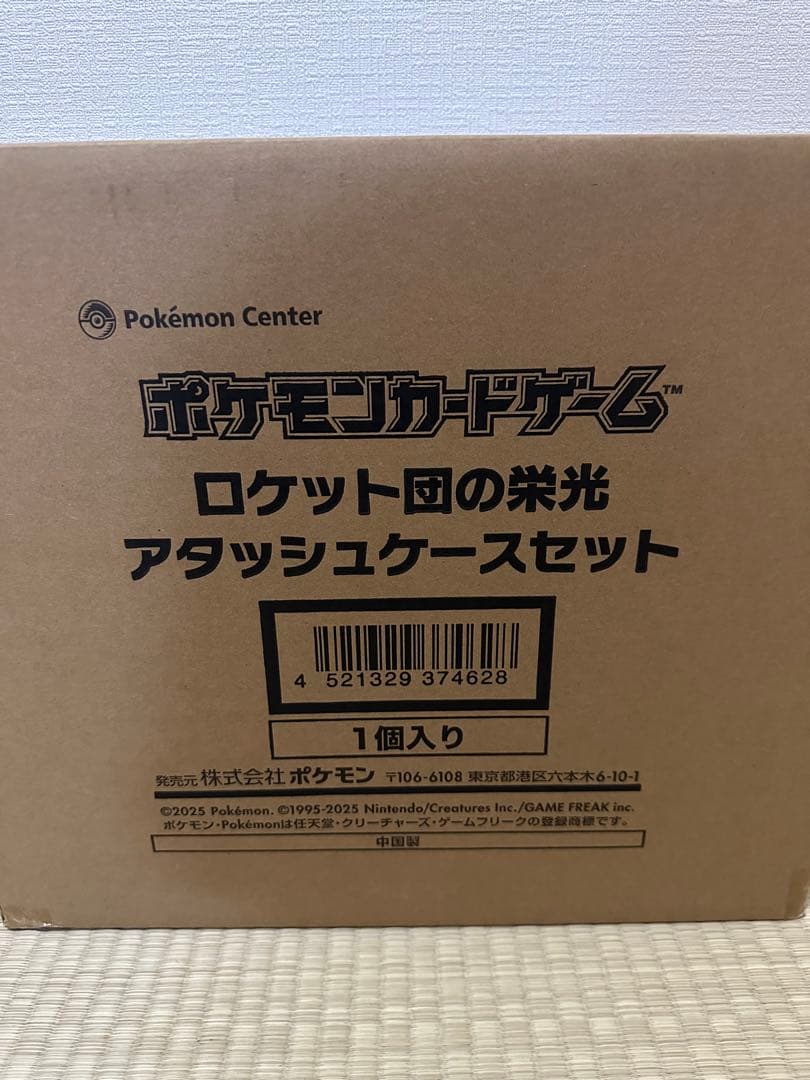 Pokémon Center
ポケモンカードゲーム™
ロケット団の栄光
アタッシュケースセット
4 521329 374628
1個入り
発売元 株式会社 ポケモン 〒106-6108 東京都港区六本木6-10-1
©2025 Pokémon. ©1995-2025 Nintendo/Creatures Inc./GAME FREAK inc.
ポケモン・Pokémonは任天堂・クリーチャーズ・ゲームフリークの登録商標です。
中国製